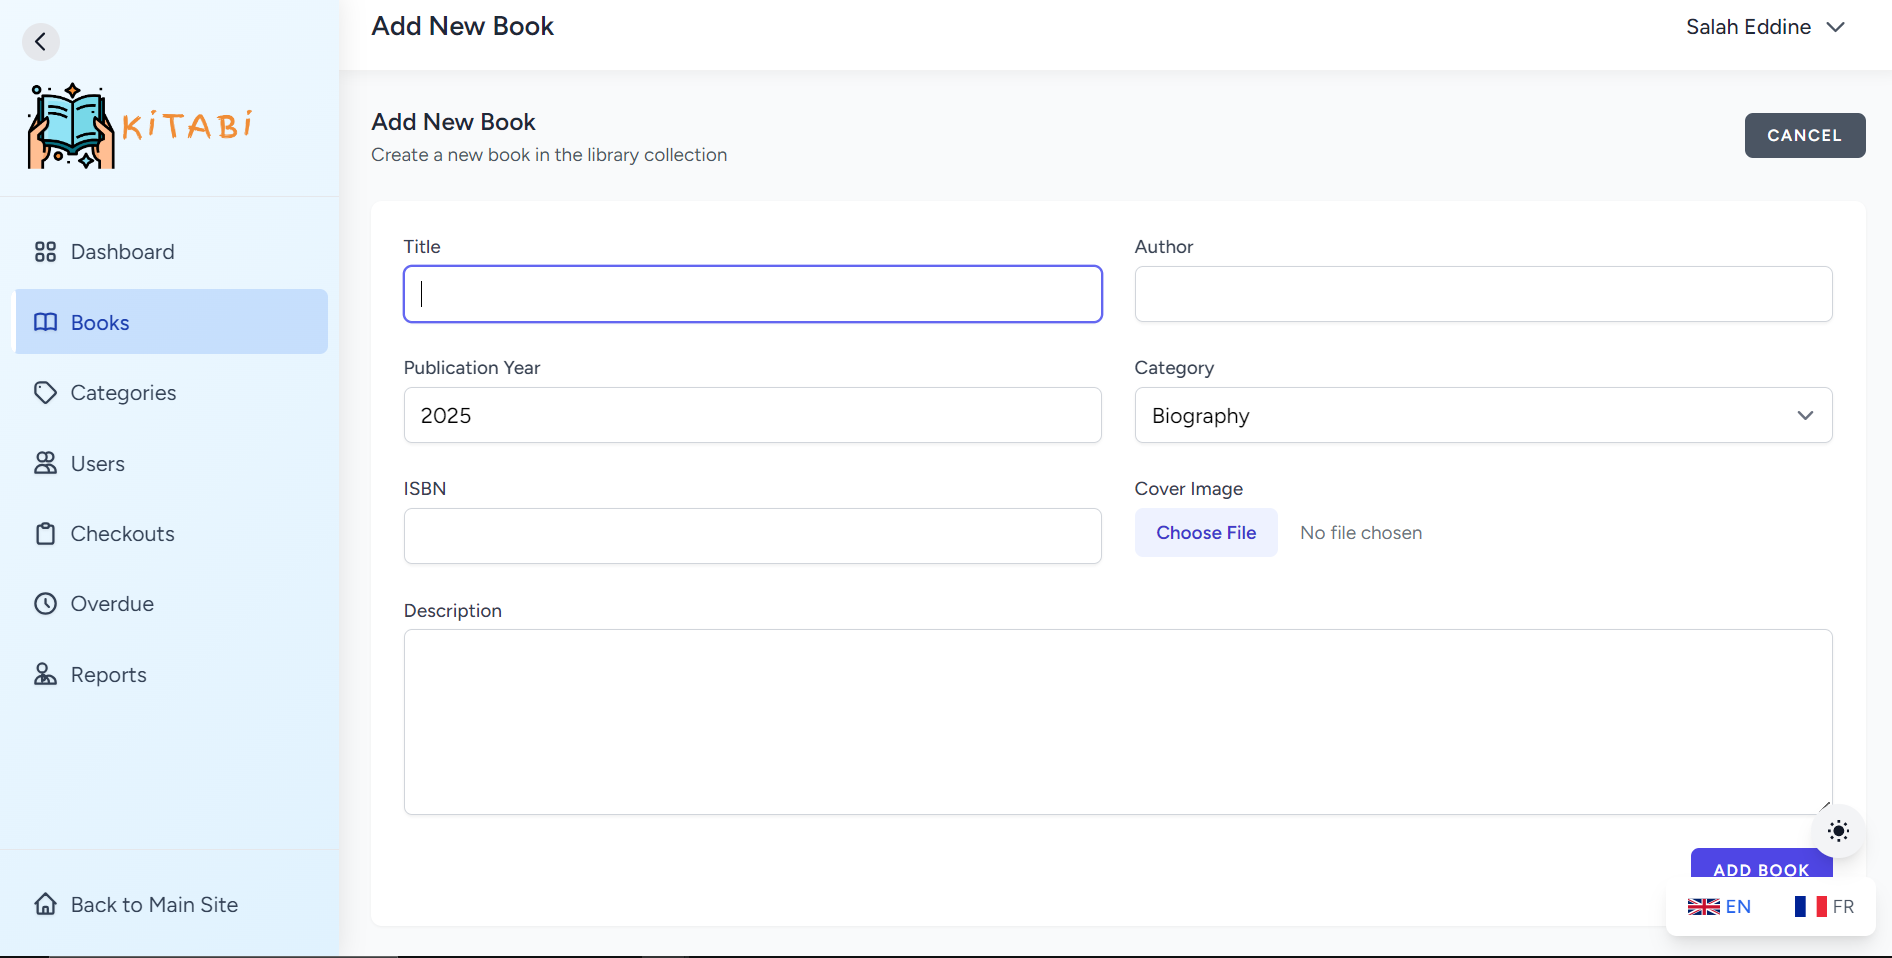 Add New Book
Salah Eddine
KiTABi
Add New Book
Create a new book in the library collection
CANCEL
Dashboard
Books
Categories
Users
Checkouts
Overdue
Reports
Back to Main Site
Title
Author
Publication Year
2025
Category
Biography
ISBN
Cover Image
Choose File
No file chosen
Description
ADD BOOK
EN
FR